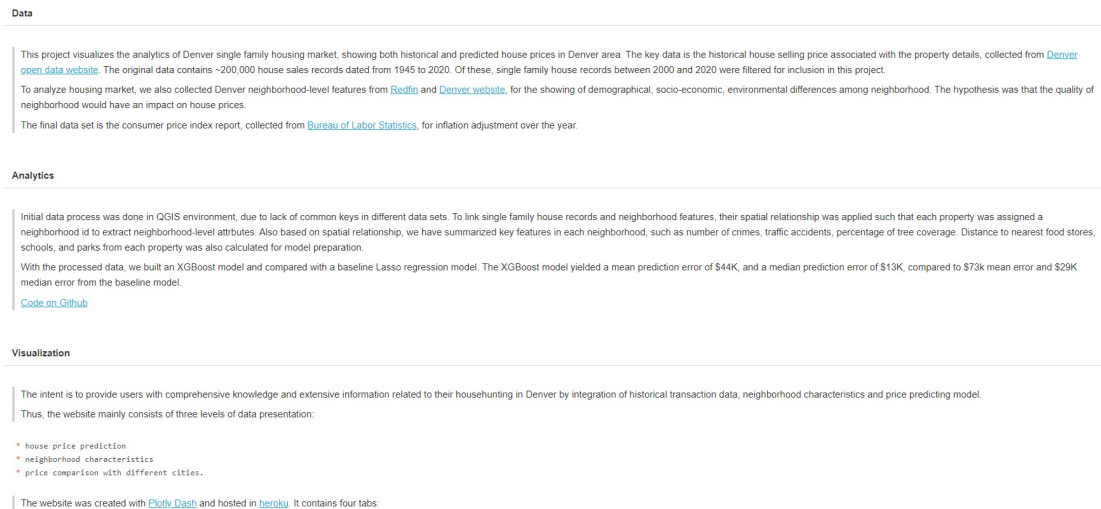 Data
This project visualizes the analytics of Denver single family housing market, showing both historical and predicted house prices in Denver area. The key data is the historical house selling price associated with the property details, collected from Denver
open data website. The original data contains ~200,000 house sales records dated from 1945 to 2020. Of these, single family house records between 2000 and 2020 were filtered for inclusion in this project.
To analyze housing market, we also collected Denver neighborhood-level features from Redfin and Denver website, for the showing of demographical, socio-economic, environmental differences among neighborhood. The hypothesis was that the quality of
neighborhood would have an impact on house prices.
The final data set is the consumer price index report, collected from Bureau of Labor Statistics, for inflation adjustment over the year.
Analytics
Initial data process was done in QGIS environment, due to lack of common keys in different data sets. To link single family house records and neighborhood features, their spatial relationship was applied such that each property was assigned a
neighborhood id to extract neighborhood-level attrbutes. Also based on spatial relationship, we have summarized key features in each neighborhood, such as number of crimes, traffic accidents, percentage of tree coverage. Distance to nearest food stores,
schools, and parks from each property was also calculated for model preparation.
With the processed data, we built an XGBoost model and compared with a baseline Lasso regression model. The XGBoost model yielded a mean prediction error of $44K, and a median prediction error of $13K, compared to $73k mean error and $29K
median error from the baseline model.
Code on Github
Visualization
The intent is to provide users with comprehensive knowledge and extensive information related to their househunting in Denver by integration of historical transaction data, neighborhood characteristics and price predicting model.
Thus, the website mainly consists of three levels of data presentation:
* house price prediction
* neighborhood characteristics
* price comparison with different cities.
The website was created with Plotly Dash and hosted in heroku. It contains four tabs: